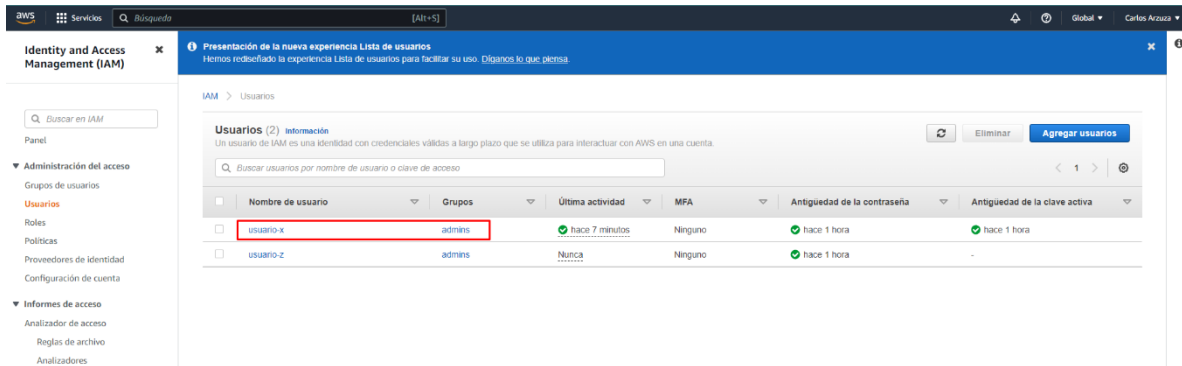 aws Servicios Búsqueda [Alt+S] Global Carlos Arzuza
Identity and Access
Management (IAM)
Buscar en IAM
Panel
Administración del acceso
Grupos de usuarios
Usuarios
Roles
Políticas
Proveedores de identidad
Configuración de cuenta
Informes de acceso
Analizador de acceso
Reglas de archivo
Analizadores
Presentación de la nueva experiencia Lista de usuarios
Hemos rediseñado la experiencia Lista de usuarios para facilitar su uso. Díganos lo que piensa.
IAM > Usuarios
Usuarios (2) Información
Un usuario de IAM es una identidad con credenciales válidas a largo plazo que se utiliza para interactuar con AWS en una cuenta.
Eliminar Agregar usuarios
Buscar usuarios por nombre de usuario o clave de acceso
< 1 >
Nombre de usuario Grupos Última actividad MFA Antigüedad de la contraseña Antigüedad de la clave activa
usuario-x admins hace 7 minutos Ninguno hace 1 hora hace 1 hora
usuario-z admins Nunca Ninguno hace 1 hora -